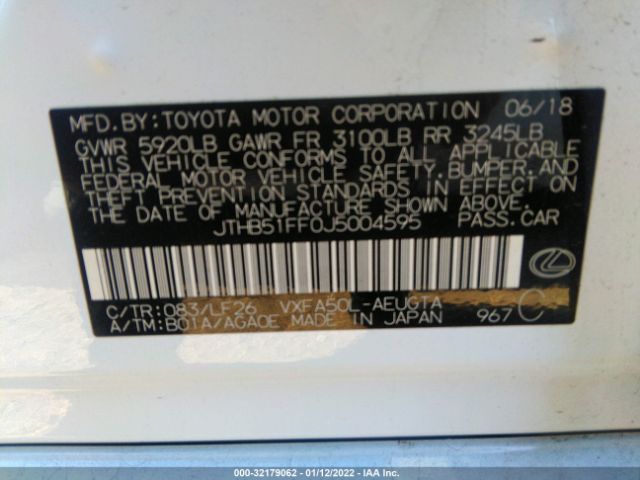 MFD.BY:TOYOTA MOTOR CORPORATION 06/18
GVWR 5920LB GAWR FR 3100LB RR 3245LB
THIS VEHICLE CONFORMS TO ALL APPLICABLE
FEDERAL MOTOR VEHICLE SAFETY,BUMPER,AND
THEFT PREVENTION STANDARDS IN EFFECT ON
THE DATE OF MANUFACTURE SHOWN ABOVE.
JTHB51FF0J5004595 PASS.CAR
C/TR:083/LF26 VXFA50L-AEUGTA C
A/TM:B01A/AGA0E MADE IN JAPAN 967
000-32179062 - 01/12/2022 - IAA Inc.